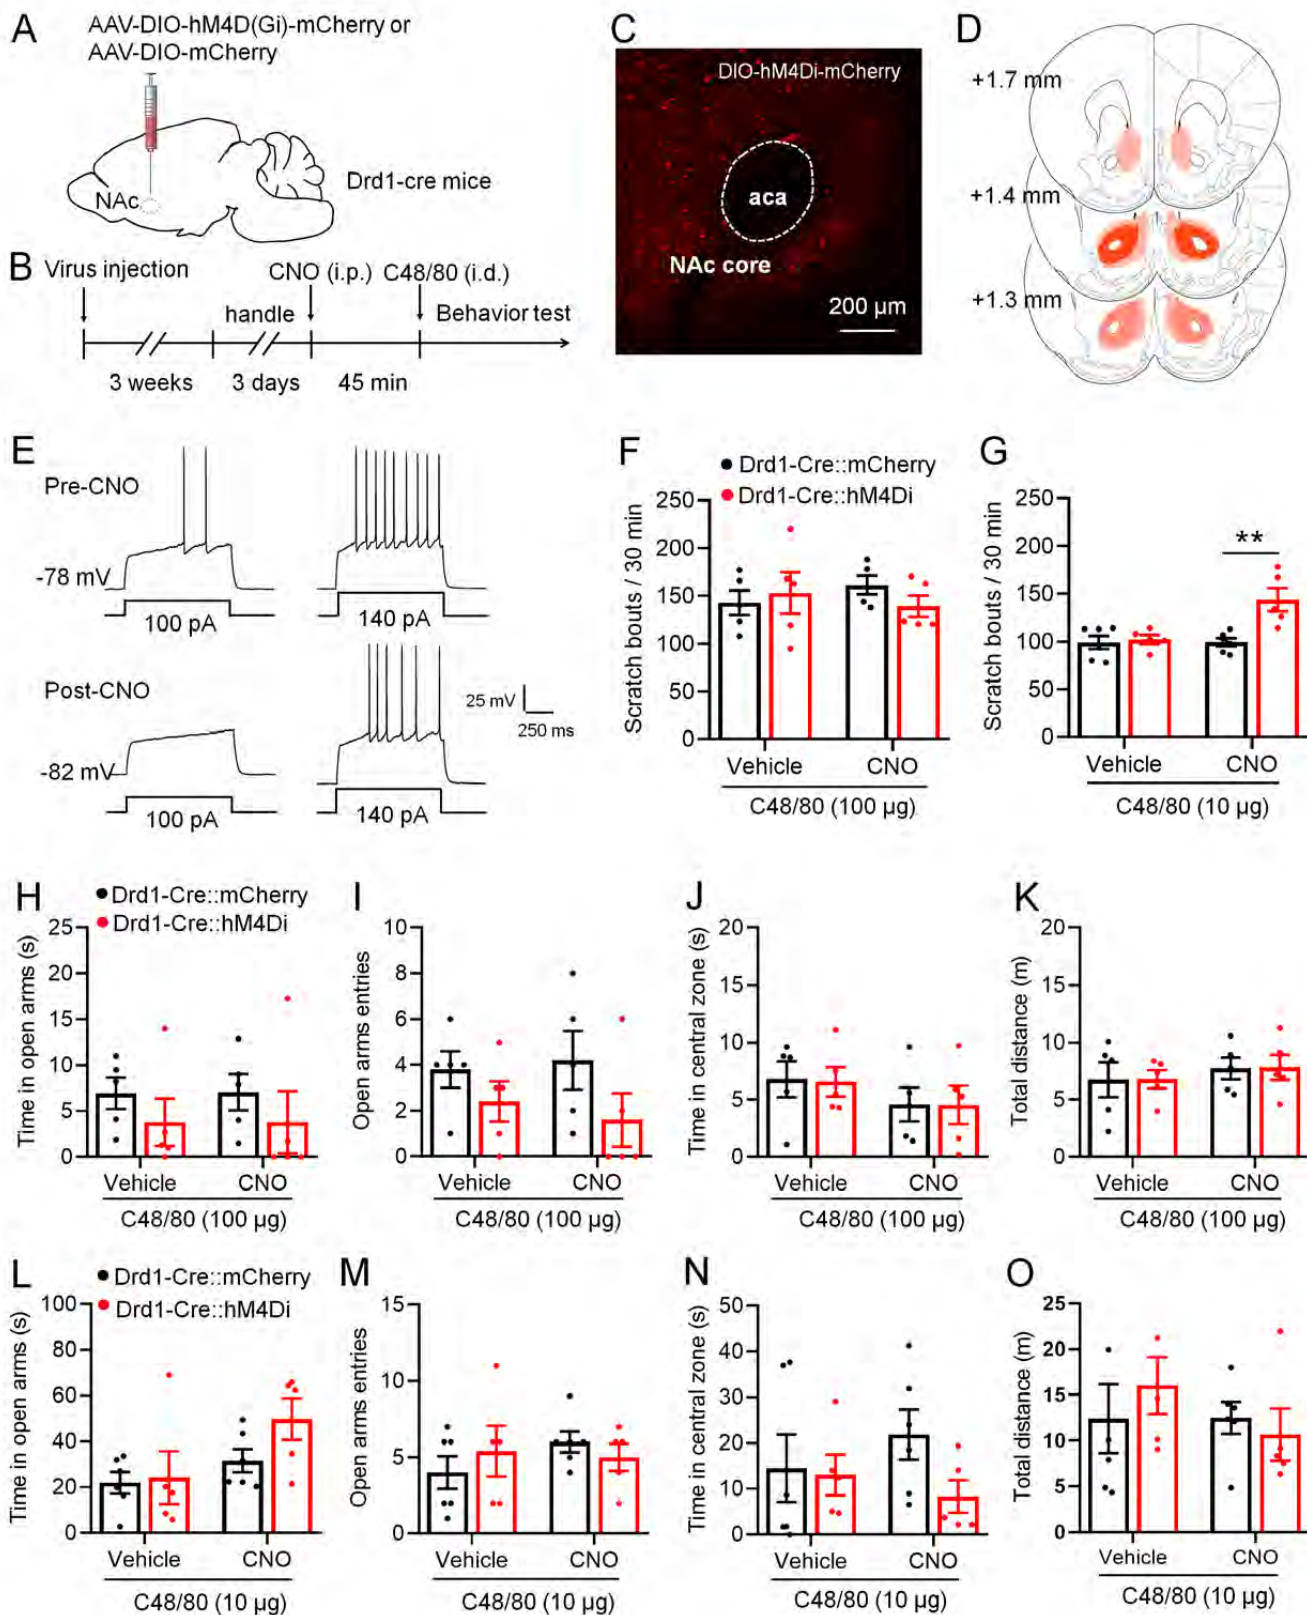 A
AAV-DIO-hM4D(Gi)-mCherry or
AAV-DIO-mCherry
NAc
Drd1-cre mice
B
Virus injection
CNO (i.p.)
C48/80 (i.d.)
handle
Behavior test
3 weeks
3 days
45 min
C
DIO-hM4Di-mCherry
aca
NAc core
200 µm
D
+1.7 mm
+1.4 mm
+1.3 mm
E
Pre-CNO
-78 mV
100 pA
140 pA
Post-CNO
25 mV
250 ms
-82 mV
100 pA
140 pA
F
Drd1-Cre::mCherry
Drd1-Cre::hM4Di
Scratch bouts / 30 min
250
200
150
100
50
0
Vehicle
CNO
C48/80 (100 µg)
G
Scratch bouts / 30 min
250
200
150
100
50
0
**
Vehicle
CNO
C48/80 (10 µg)
H
Drd1-Cre::mCherry
Drd1-Cre::hM4Di
Time in open arms (s)
25
20
15
10
5
0
Vehicle
CNO
C48/80 (100 µg)
I
Open arms entries
10
8
6
4
2
0
Vehicle
CNO
C48/80 (100 µg)
J
Time in central zone (s)
20
15
10
5
0
Vehicle
CNO
C48/80 (100 µg)
K
Total distance (m)
20
15
10
5
0
Vehicle
CNO
C48/80 (100 µg)
L
Drd1-Cre::mCherry
Drd1-Cre::hM4Di
Time in open arms (s)
100
80
60
40
20
0
Vehicle
CNO
C48/80 (10 µg)
M
Open arms entries
15
10
5
0
Vehicle
CNO
C48/80 (10 µg)
N
Time in central zone (s)
50
40
30
20
10
0
Vehicle
CNO
C48/80 (10 µg)
O
Total distance (m)
25
20
15
10
5
0
Vehicle
CNO
C48/80 (10 µg)